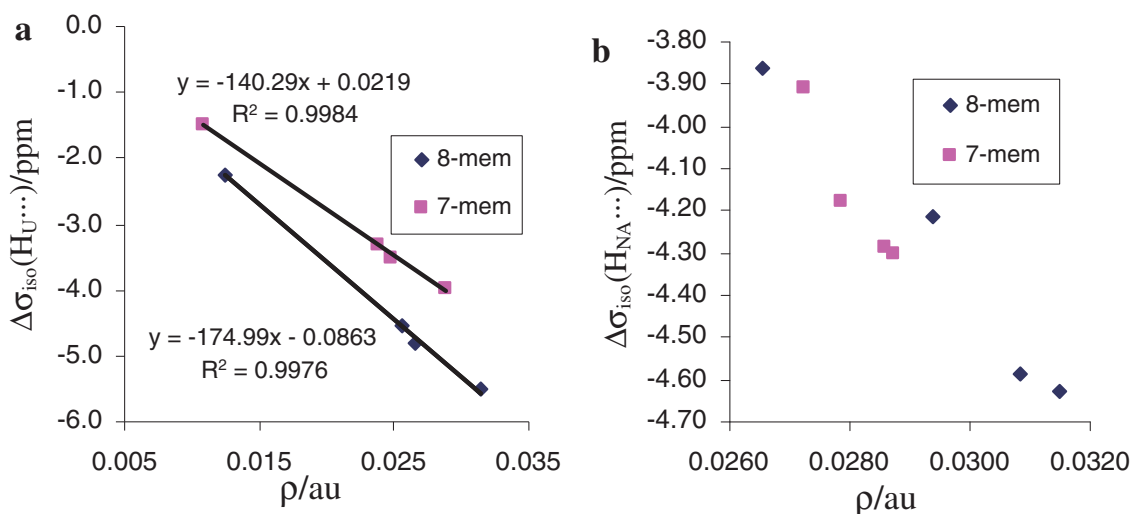 a
0.0
-1.0
-2.0
-3.0
-4.0
-5.0
-6.0
Δσiso(HU⋯)/ppm
y = -140.29x + 0.0219
R² = 0.9984
8-mem
7-mem
y = -174.99x - 0.0863
R² = 0.9976
0.005 0.015 0.025 0.035
ρ/au
b
-3.80
-3.90
-4.00
-4.10
-4.20
-4.30
-4.40
-4.50
-4.60
-4.70
Δσiso(HNA⋯)/ppm
8-mem
7-mem
0.0260 0.0280 0.0300 0.0320
ρ/au